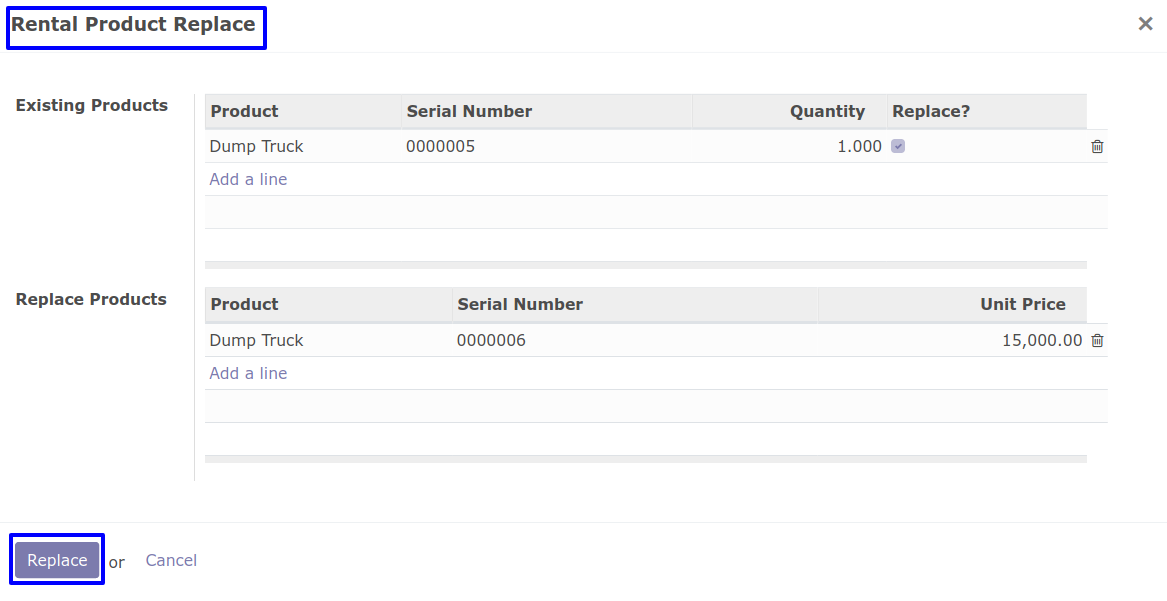 Rental Product Replace
Existing Products
Product Serial Number Quantity Replace?
Dump Truck 0000005 1.000
Add a line
Replace Products
Product Serial Number Unit Price
Dump Truck 0000006 15,000.00
Add a line
Replace or Cancel